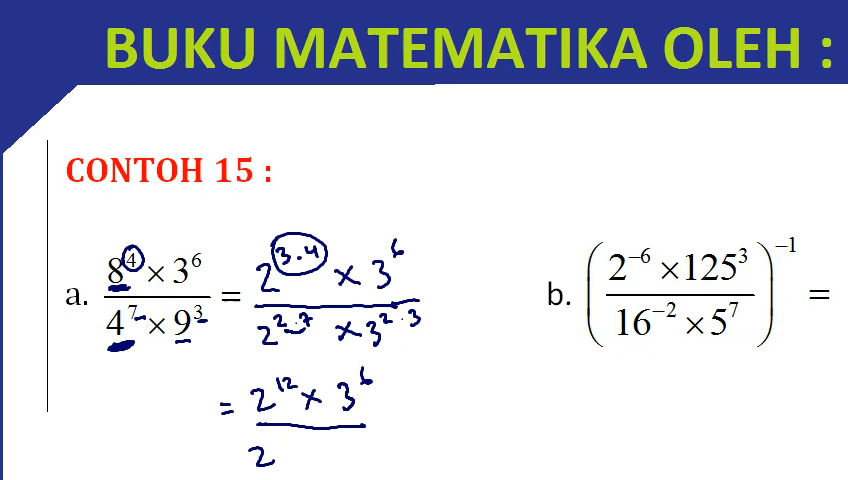 BUKU MATEMATIKA OLEH :
CONTOH 15 :
a. (8^4 × 3^6)/(4^7 × 9^3) = (2^(3·4) × 3^6)/(2^(2·7) × 3^(2·3))
= (2^12 × 3^6)/(2
b. ((2^−6 × 125^3)/(16^−2 × 5^7))^−1 =